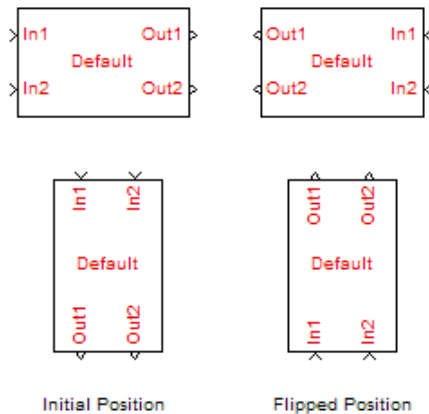 In1 Out1 Out1 In1
Default Default
In2 Out2 Out2 In2
In1 In2 Out1 Out2
Default Default
Out1 Out2 In1 In2
Initial Position Flipped Position